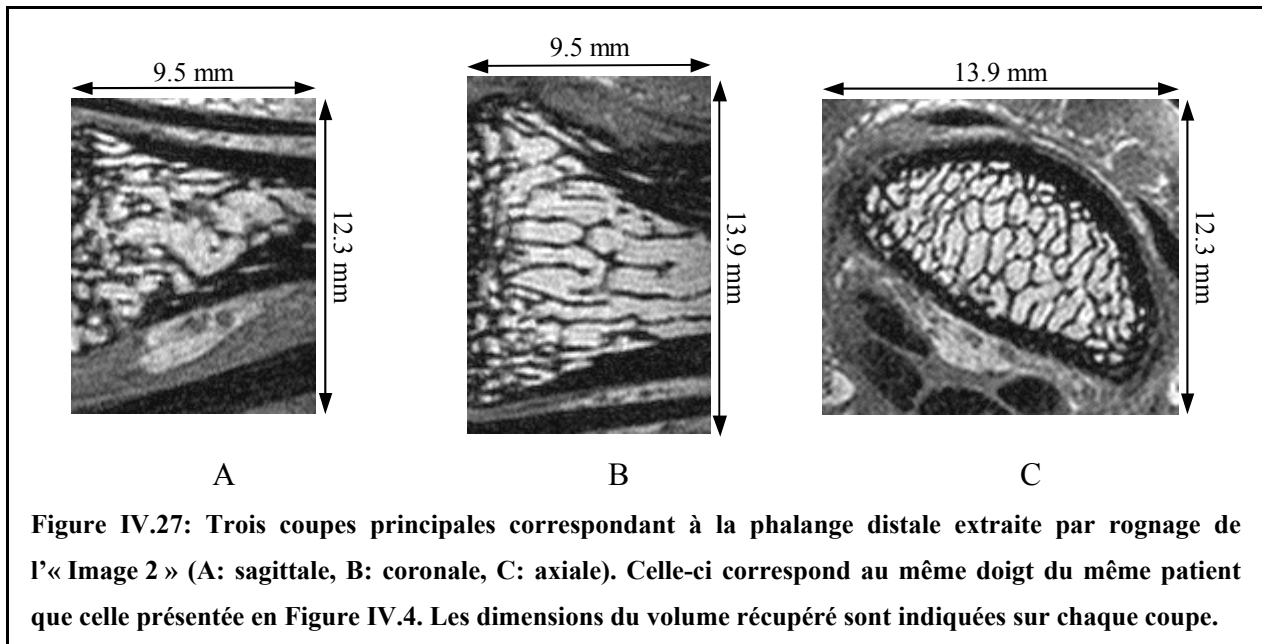 9.5 mm
12.3 mm
9.5 mm
13.9 mm
13.9 mm
12.3 mm
A
B
C
Figure IV.27: Trois coupes principales correspondant à la phalange distale extraite par rognage de
l'« Image 2 » (A: sagittale, B: coronale, C: axiale). Celle-ci correspond au même doigt du même patient
que celle présentée en Figure IV.4. Les dimensions du volume récupéré sont indiquées sur chaque coupe.